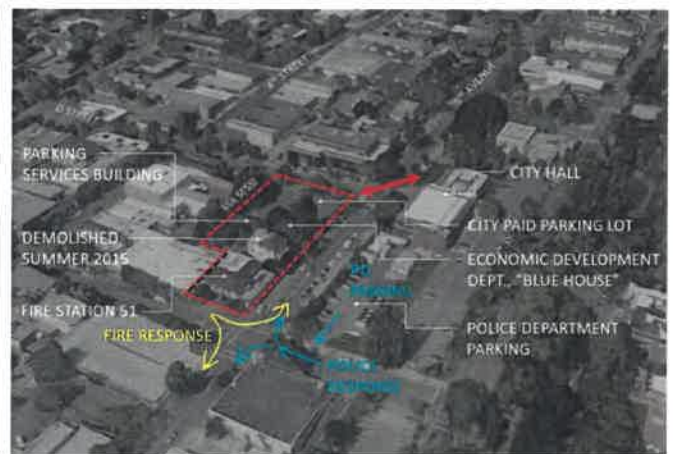 PARKING
SERVICES BUILDING
DEMOLISHED,
SUMMER 2015
FIRE STATION 51
FIRE RESPONSE
CITY HALL
CITY PAID PARKING LOT
ECONOMIC DEVELOPMENT
DEPT., "BLUE HOUSE"
POLICE DEPARTMENT
PARKING
PD
PARKING
POLICE
RESPONSE